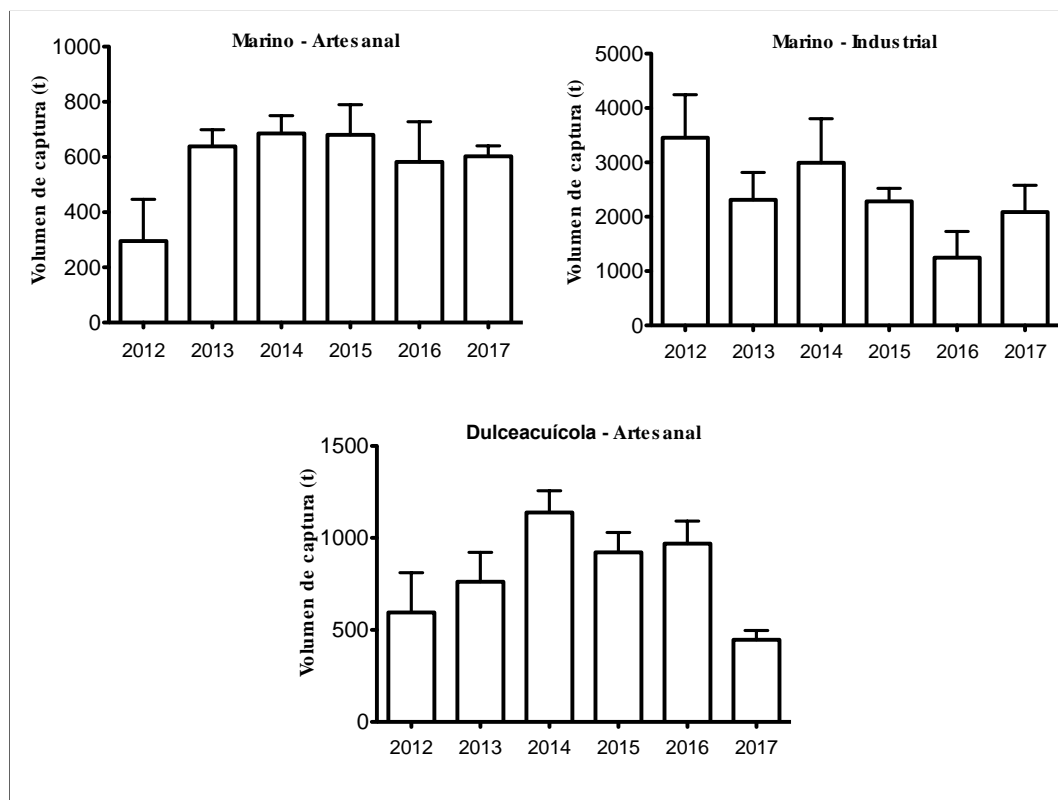 Marino - Artesanal
Volumen de captura (t)
1000
800
600
400
200
0
2012 2013 2014 2015 2016 2017
Marino - Industrial
Volumen de captura (t)
5000
4000
3000
2000
1000
0
2012 2013 2014 2015 2016 2017
Dulceacuícola - Artesanal
Volumen de captura (t)
1500
1000
500
0
2012 2013 2014 2015 2016 2017